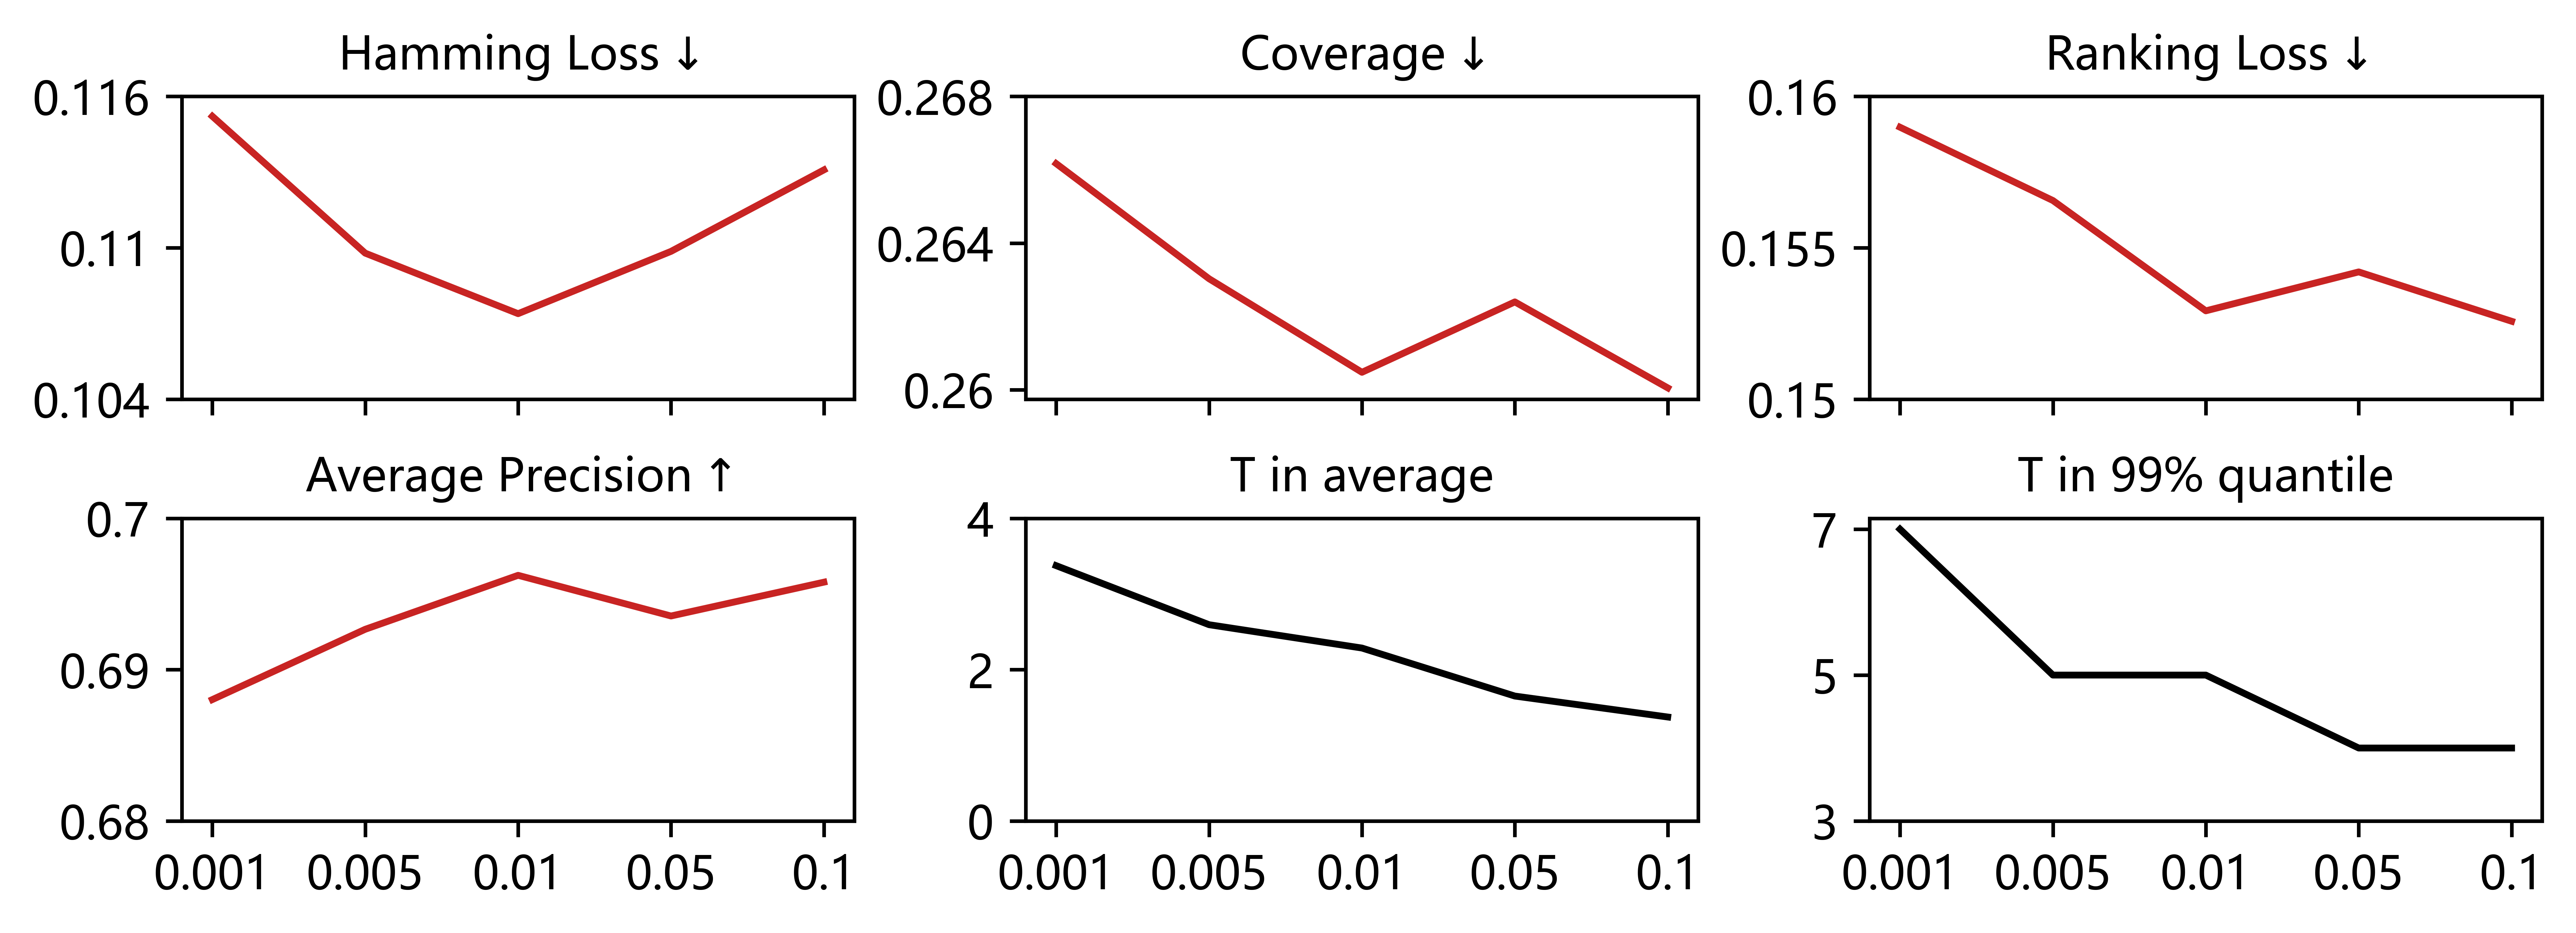 Hamming Loss ↓
0.116
0.11
0.104
Coverage ↓
0.268
0.264
0.26
Ranking Loss ↓
0.16
0.155
0.15
Average Precision ↑
0.7
0.69
0.68
0.001 0.005 0.01 0.05 0.1
T in average
4
2
0
0.001 0.005 0.01 0.05 0.1
T in 99% quantile
7
5
3
0.001 0.005 0.01 0.05 0.1